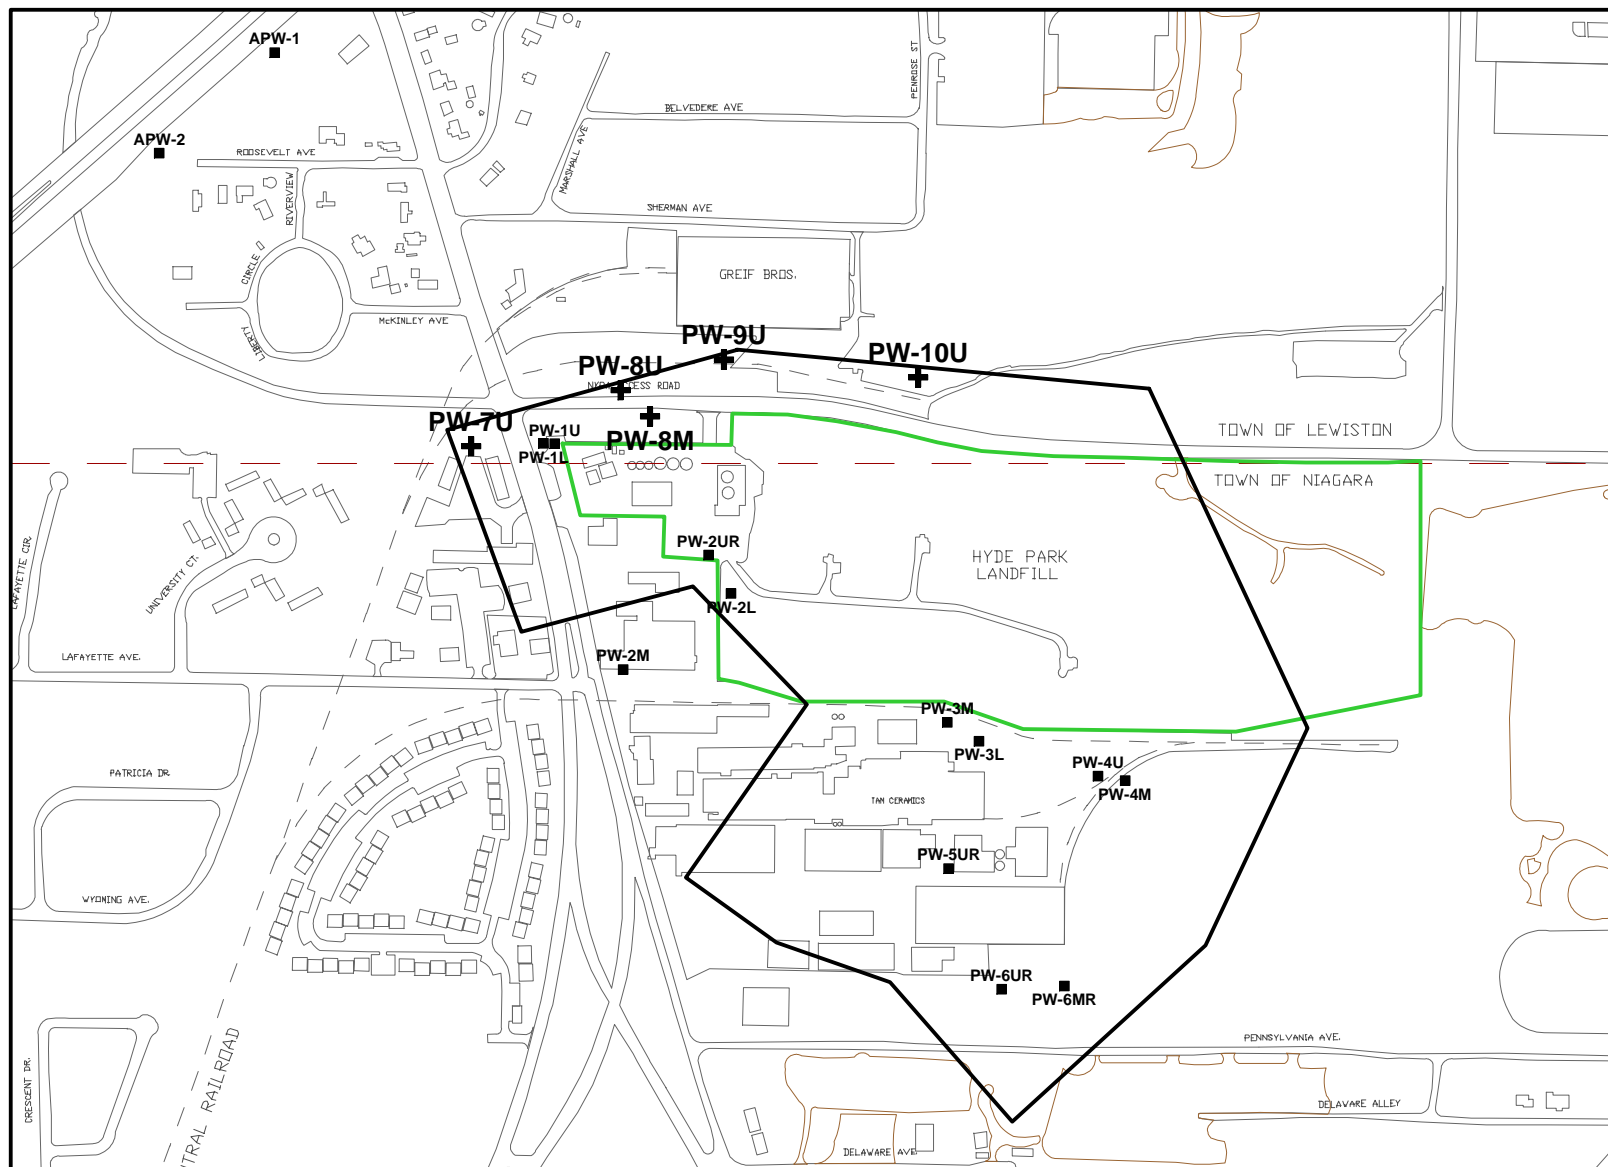 APW-1
PENROSE ST
BELVEDERE AVE
APW-2
ROOSEVELT AVE
MARSHALL AVE
RIVERVIEW
SHERMAN AVE
CIRCLE
GREIF BROS.
McKINLEY AVE
LIBERTY
PW-9U
PW-8U
PW-10U
PW-7U
PW-1U
PW-8M
TOWN OF LEWISTON
PW-1L
TOWN OF NIAGARA
LAFAYETTE CIR.
UNIVERSITY CT.
PW-2UR
HYDE PARK
LANDFILL
PW-2L
LAFAYETTE AVE.
PW-2M
PW-3M
PW-3L
PATRICIA DR.
PW-4U
PW-4M
TAM CERAMICS
PW-5UR
WYOMING AVE.
PW-6UR
PW-6MR
PENNSYLVANIA AVE.
CRESCENT DR.
TRAL RAILROAD
DELAWARE ALLEY
DELAWARE AVE